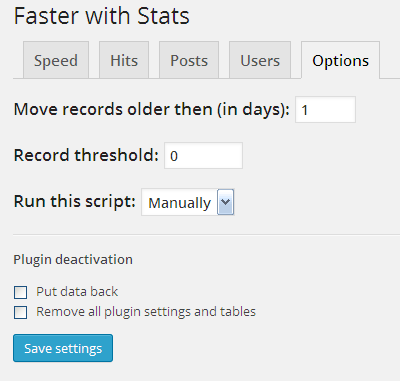 Faster with Stats
Speed Hits Posts Users Options
Move records older then (in days): 1
Record threshold: 0
Run this script: Manually
Plugin deactivation
Put data back
Remove all plugin settings and tables
Save settings